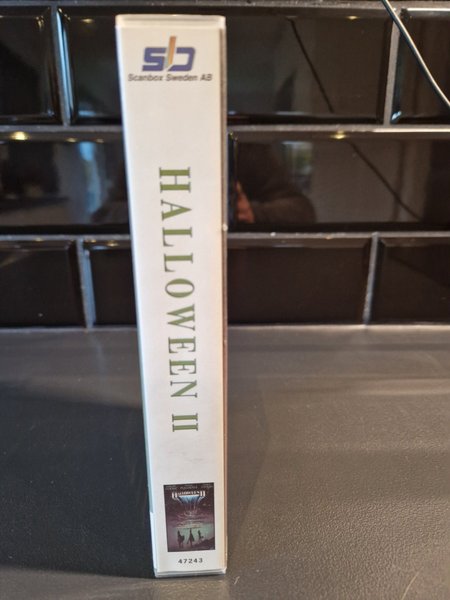 sb
Scanbox Sweden AB
HALLOWEEN II
47243